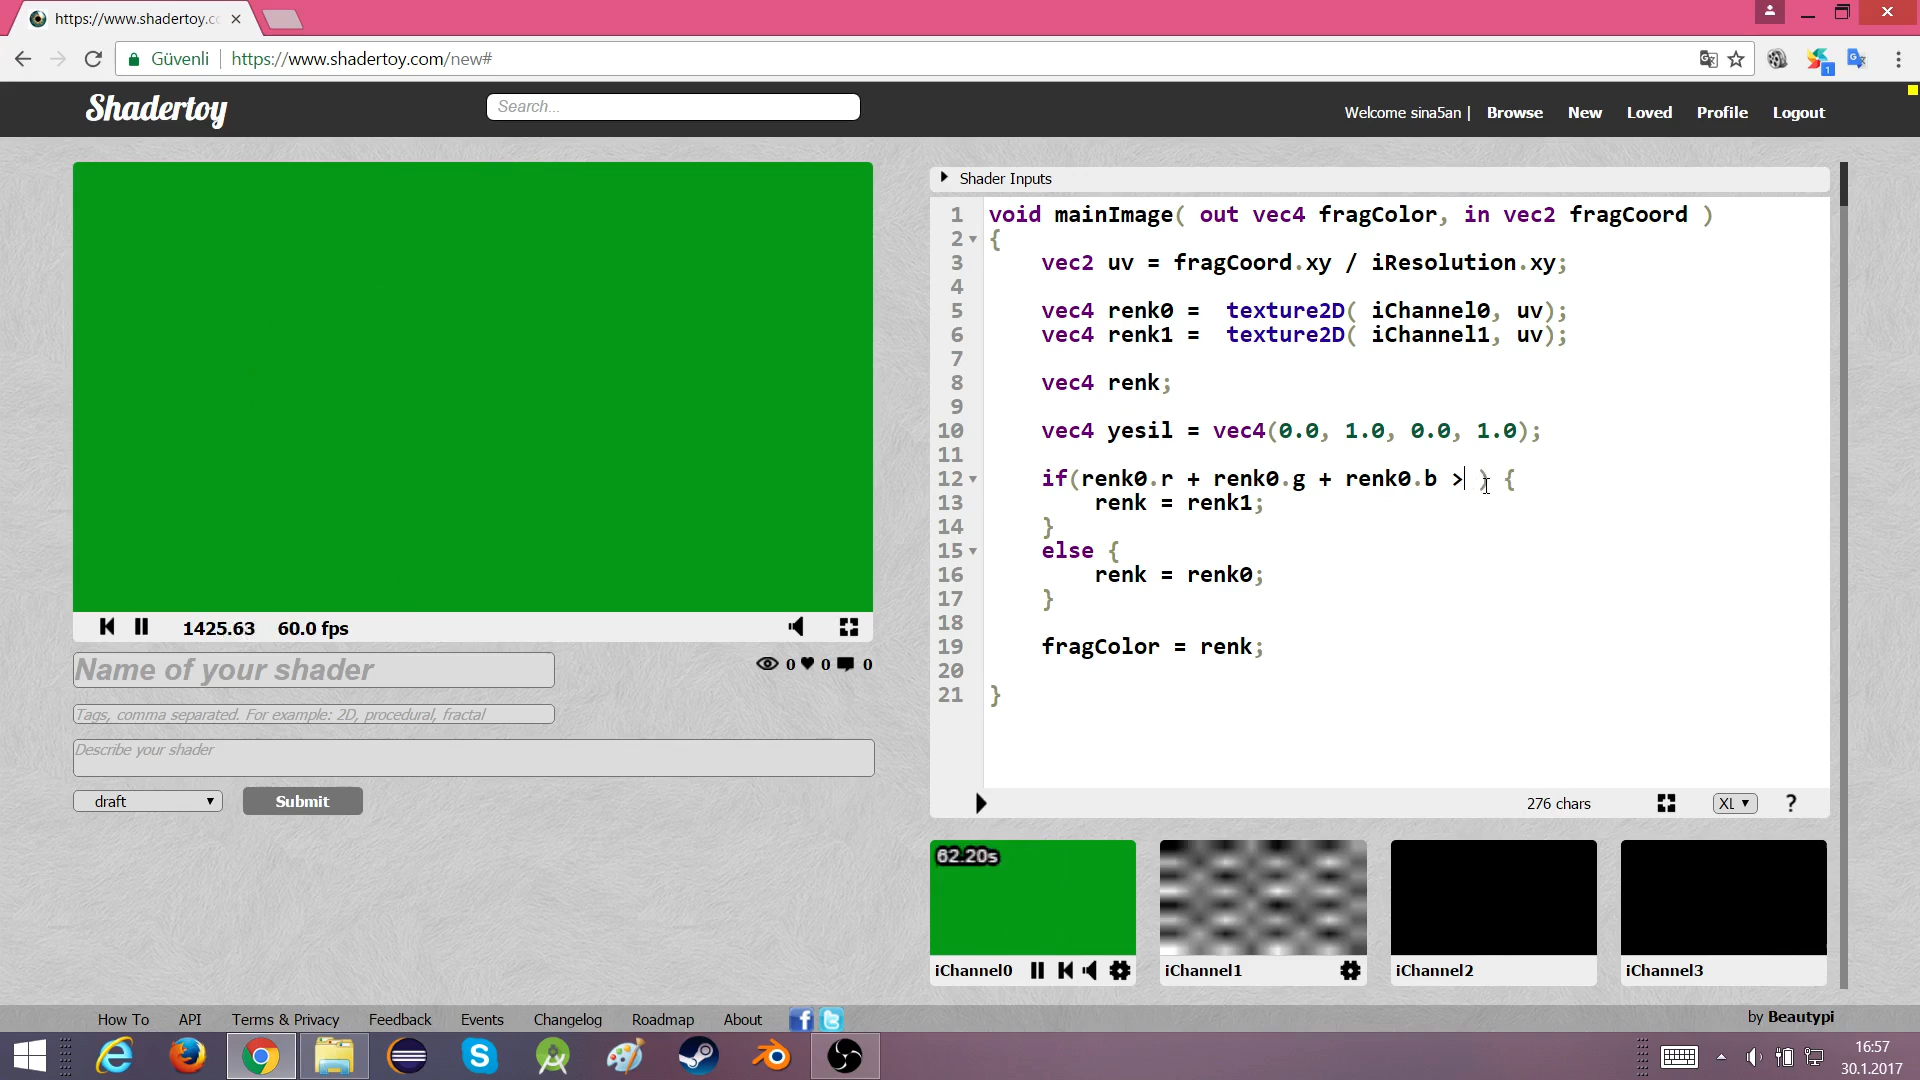 https://www.shadertoy.co
Güvenli
https://www.shadertoy.com/new#
1
Shadertoy
Search...
Welcome sina5an |
Browse
New
Loved
Profile
Logout
Shader Inputs
1 void mainImage( out vec4 fragColor, in vec2 fragCoord )
2 {
3 vec2 uv = fragCoord.xy / iResolution.xy;
4
5 vec4 renk0 =  texture2D( iChannel0, uv);
6 vec4 renk1 =  texture2D( iChannel1, uv);
7
8 vec4 renk;
9
10 vec4 yesil = vec4(0.0, 1.0, 0.0, 1.0);
11
12 if(renk0.r + renk0.g + renk0.b > ) {
13 renk = renk1;
14 }
15 else {
16 renk = renk0;
17 }
18
19 fragColor = renk;
20
21 }
1425.63
60.0 fps
Name of your shader
0
0
0
Tags, comma separated. For example: 2D, procedural, fractal
Describe your shader
draft
Submit
276 chars
XL
?
62.20s
iChannel0
iChannel1
iChannel2
iChannel3
How To
API
Terms & Privacy
Feedback
Events
Changelog
Roadmap
About
by Beautypi
16:57
30.1.2017